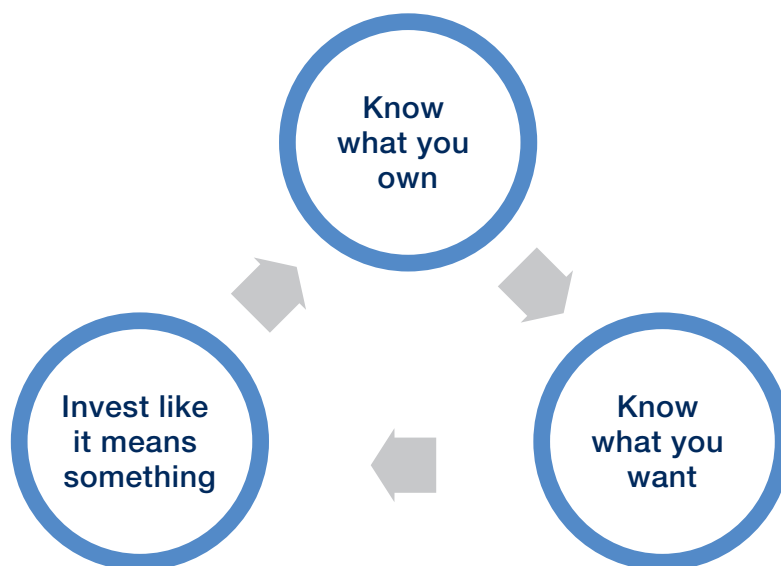 Know
what you
own
Know
what you
want
Invest like
it means
something